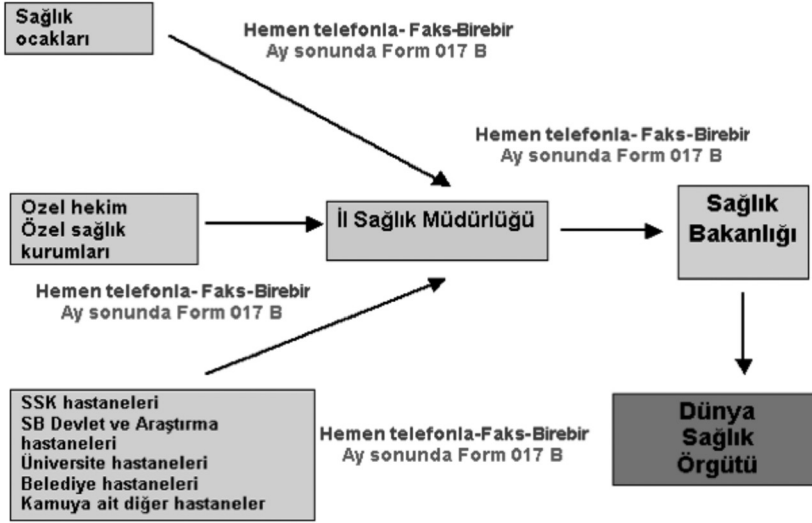 Sağlık
ocakları
Hemen telefonla- Faks-Birebir
Ay sonunda Form 017 B
Hemen telefonla- Faks-Birebir
Ay sonunda Form 017 B
Ozel hekim
Özel sağlık
kurumları
İl Sağlık Müdürlüğü
Sağlık
Bakanlığı
Hemen telefonla- Faks-Birebir
Ay sonunda Form 017 B
SSK hastaneleri
SB Devlet ve Araştırma
hastaneleri
Üniversite hastaneleri
Belediye hastaneleri
Kamuya ait diğer hastaneler
Hemen telefonla-Faks-Birebir
Ay sonunda Form 017 B
Dünya
Sağlık
Örgütü